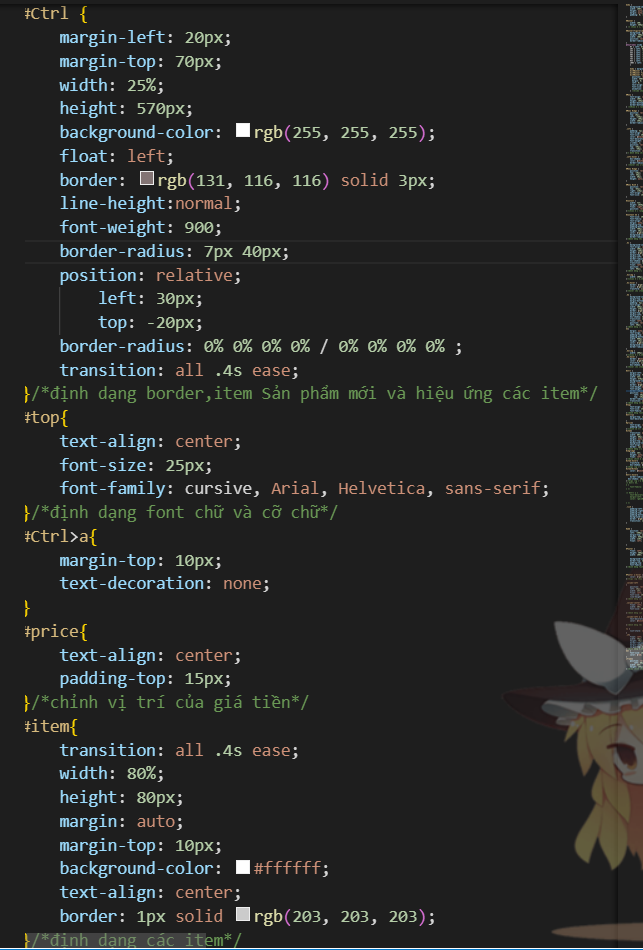 #Ctrl {
margin-left: 20px;
margin-top: 70px;
width: 25%;
height: 570px;
background-color: rgb(255, 255, 255);
float: left;
border: rgb(131, 116, 116) solid 3px;
line-height:normal;
font-weight: 900;
border-radius: 7px 40px;
position: relative;
left: 30px;
top: -20px;
border-radius: 0% 0% 0% 0% / 0% 0% 0% 0% ;
transition: all .4s ease;
}/*định dạng border,item Sản phẩm mới và hiệu ứng các item*/
#top{
text-align: center;
font-size: 25px;
font-family: cursive, Arial, Helvetica, sans-serif;
}/*định dạng font chữ và cỡ chữ*/
#Ctrl>a{
margin-top: 10px;
text-decoration: none;
}
#price{
text-align: center;
padding-top: 15px;
}/*chỉnh vị trí của giá tiền*/
#item{
transition: all .4s ease;
width: 80%;
height: 80px;
margin: auto;
margin-top: 10px;
background-color: #ffffff;
text-align: center;
border: 1px solid rgb(203, 203, 203);
}/*định dạng các item*/